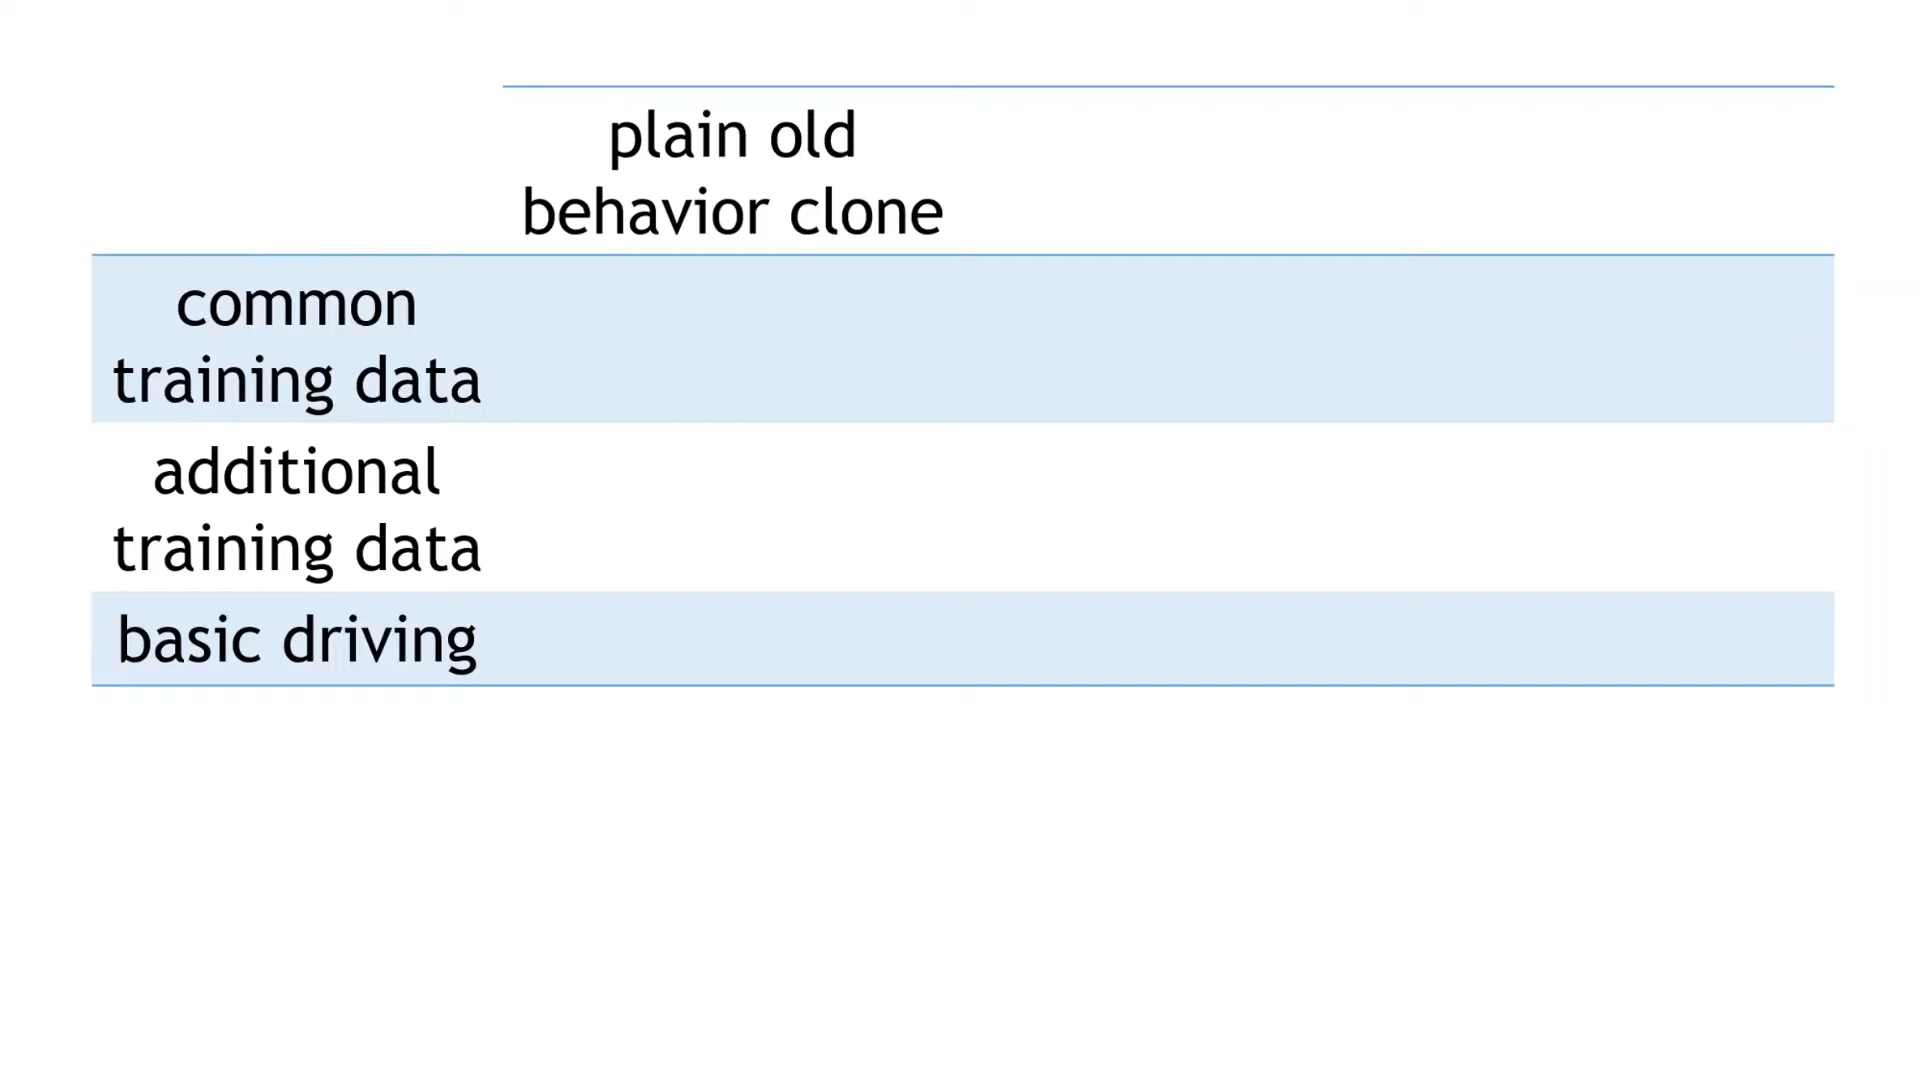 plain old
behavior clone
common
training data
additional
training data
basic driving